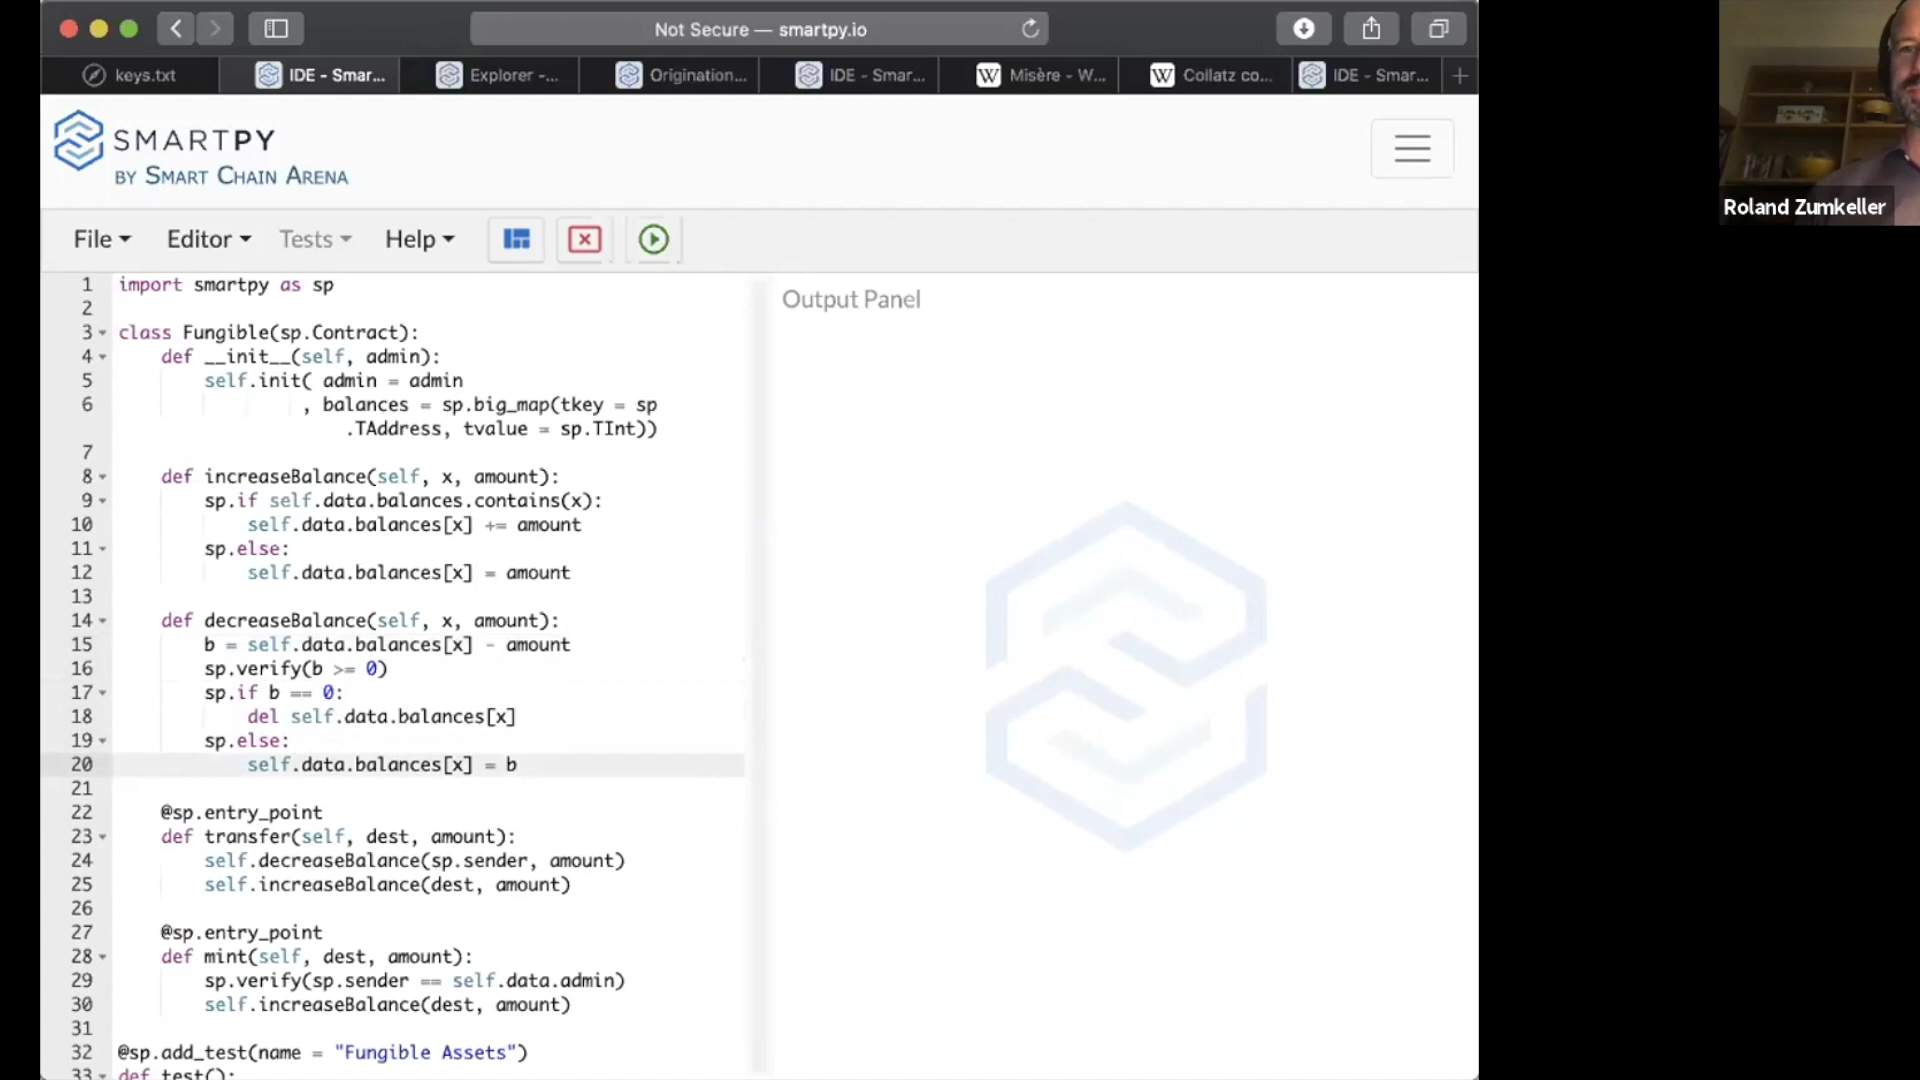 Not Secure — smartpy.io
keys.txt
IDE - Smar...
Explorer -...
Origination...
IDE - Smar...
Misère - W...
Collatz co...
IDE - Smar...
SMARTPY
BY SMART CHAIN ARENA
File Editor Tests Help
1 import smartpy as sp
2
3 class Fungible(sp.Contract):
4 def __init__(self, admin):
5 self.init( admin = admin
6 , balances = sp.big_map(tkey = sp
.TAddress, tvalue = sp.TInt))
7
8 def increaseBalance(self, x, amount):
9 sp.if self.data.balances.contains(x):
10 self.data.balances[x] += amount
11 sp.else:
12 self.data.balances[x] = amount
13
14 def decreaseBalance(self, x, amount):
15 b = self.data.balances[x] - amount
16 sp.verify(b >= 0)
17 sp.if b == 0:
18 del self.data.balances[x]
19 sp.else:
20 self.data.balances[x] = b
21
22 @sp.entry_point
23 def transfer(self, dest, amount):
24 self.decreaseBalance(sp.sender, amount)
25 self.increaseBalance(dest, amount)
26
27 @sp.entry_point
28 def mint(self, dest, amount):
29 sp.verify(sp.sender == self.data.admin)
30 self.increaseBalance(dest, amount)
31
32 @sp.add_test(name = "Fungible Assets")
33 def test():
Output Panel
Roland Zumkeller